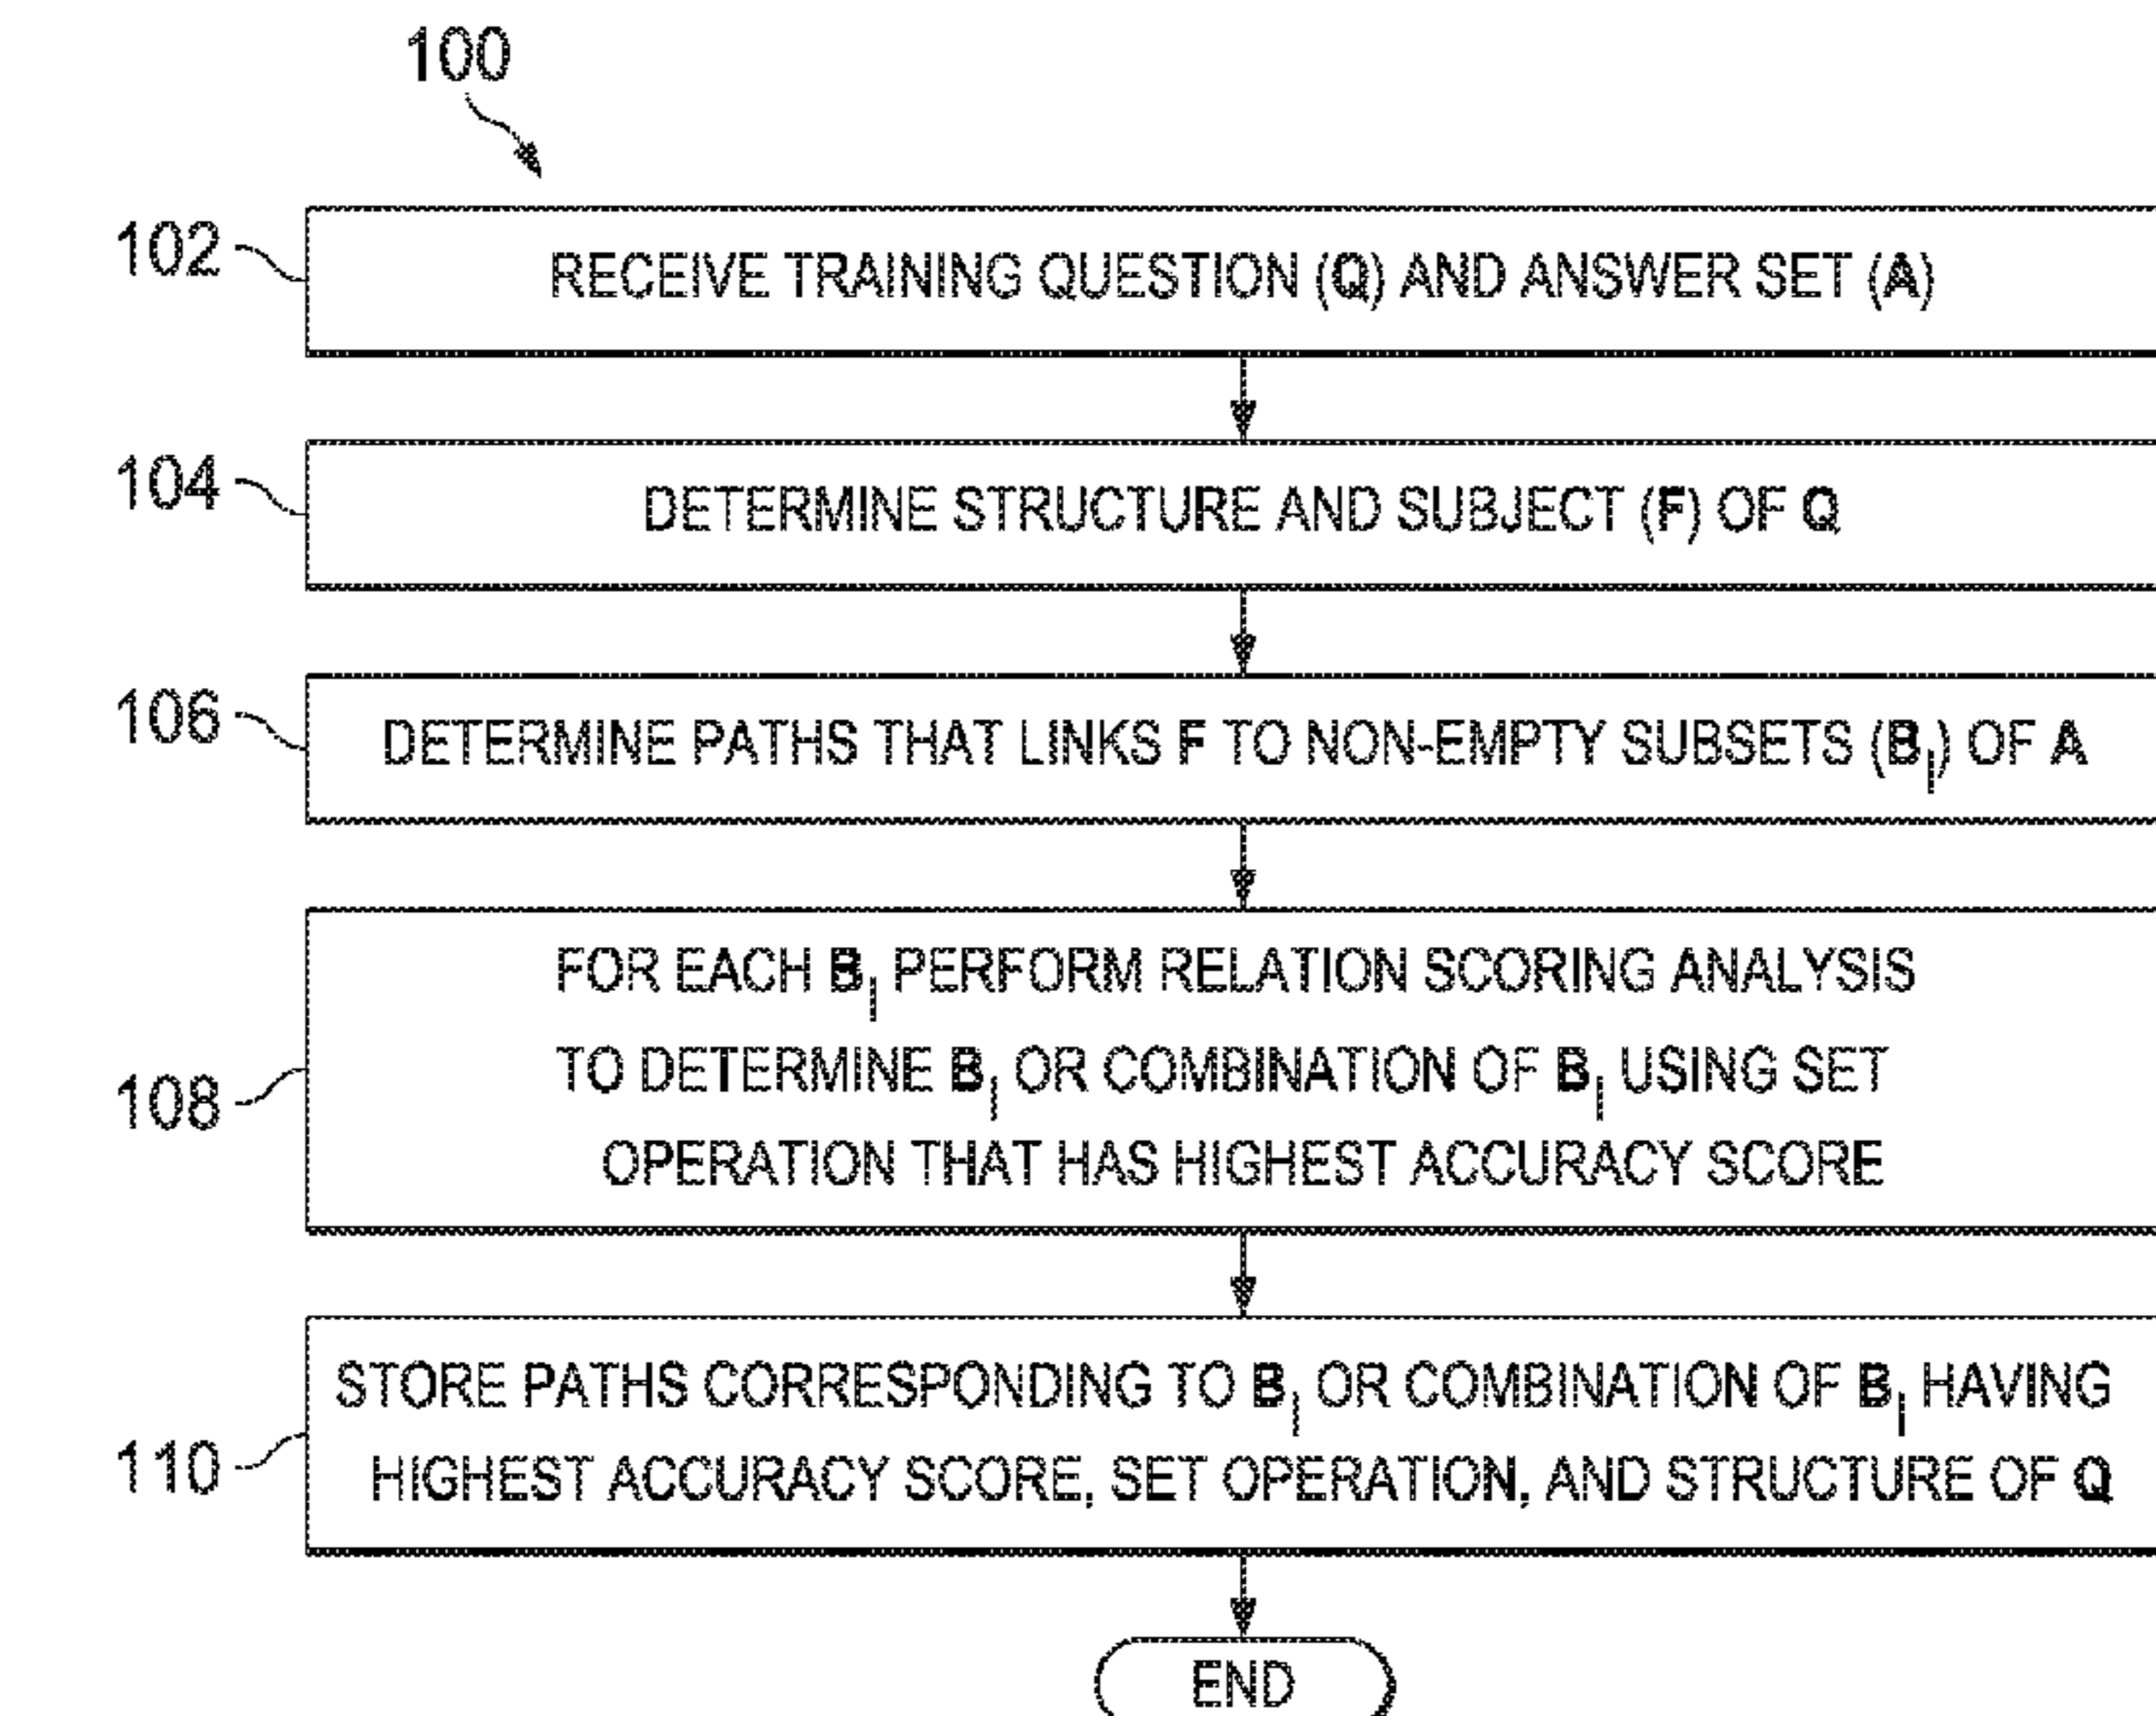 100
102
RECEIVE TRAINING QUESTION (Q) AND ANSWER SET (A)
104
DETERMINE STRUCTURE AND SUBJECT (F) OF Q
106
DETERMINE PATHS THAT LINKS F TO NON-EMPTY SUBSETS (Bi) OF A
108
FOR EACH Bi PERFORM RELATION SCORING ANALYSIS
TO DETERMINE Bi OR COMBINATION OF Bi USING SET
OPERATION THAT HAS HIGHEST ACCURACY SCORE
110
STORE PATHS CORRESPONDING TO Bi OR COMBINATION OF Bi HAVING
HIGHEST ACCURACY SCORE, SET OPERATION, AND STRUCTURE OF Q
END